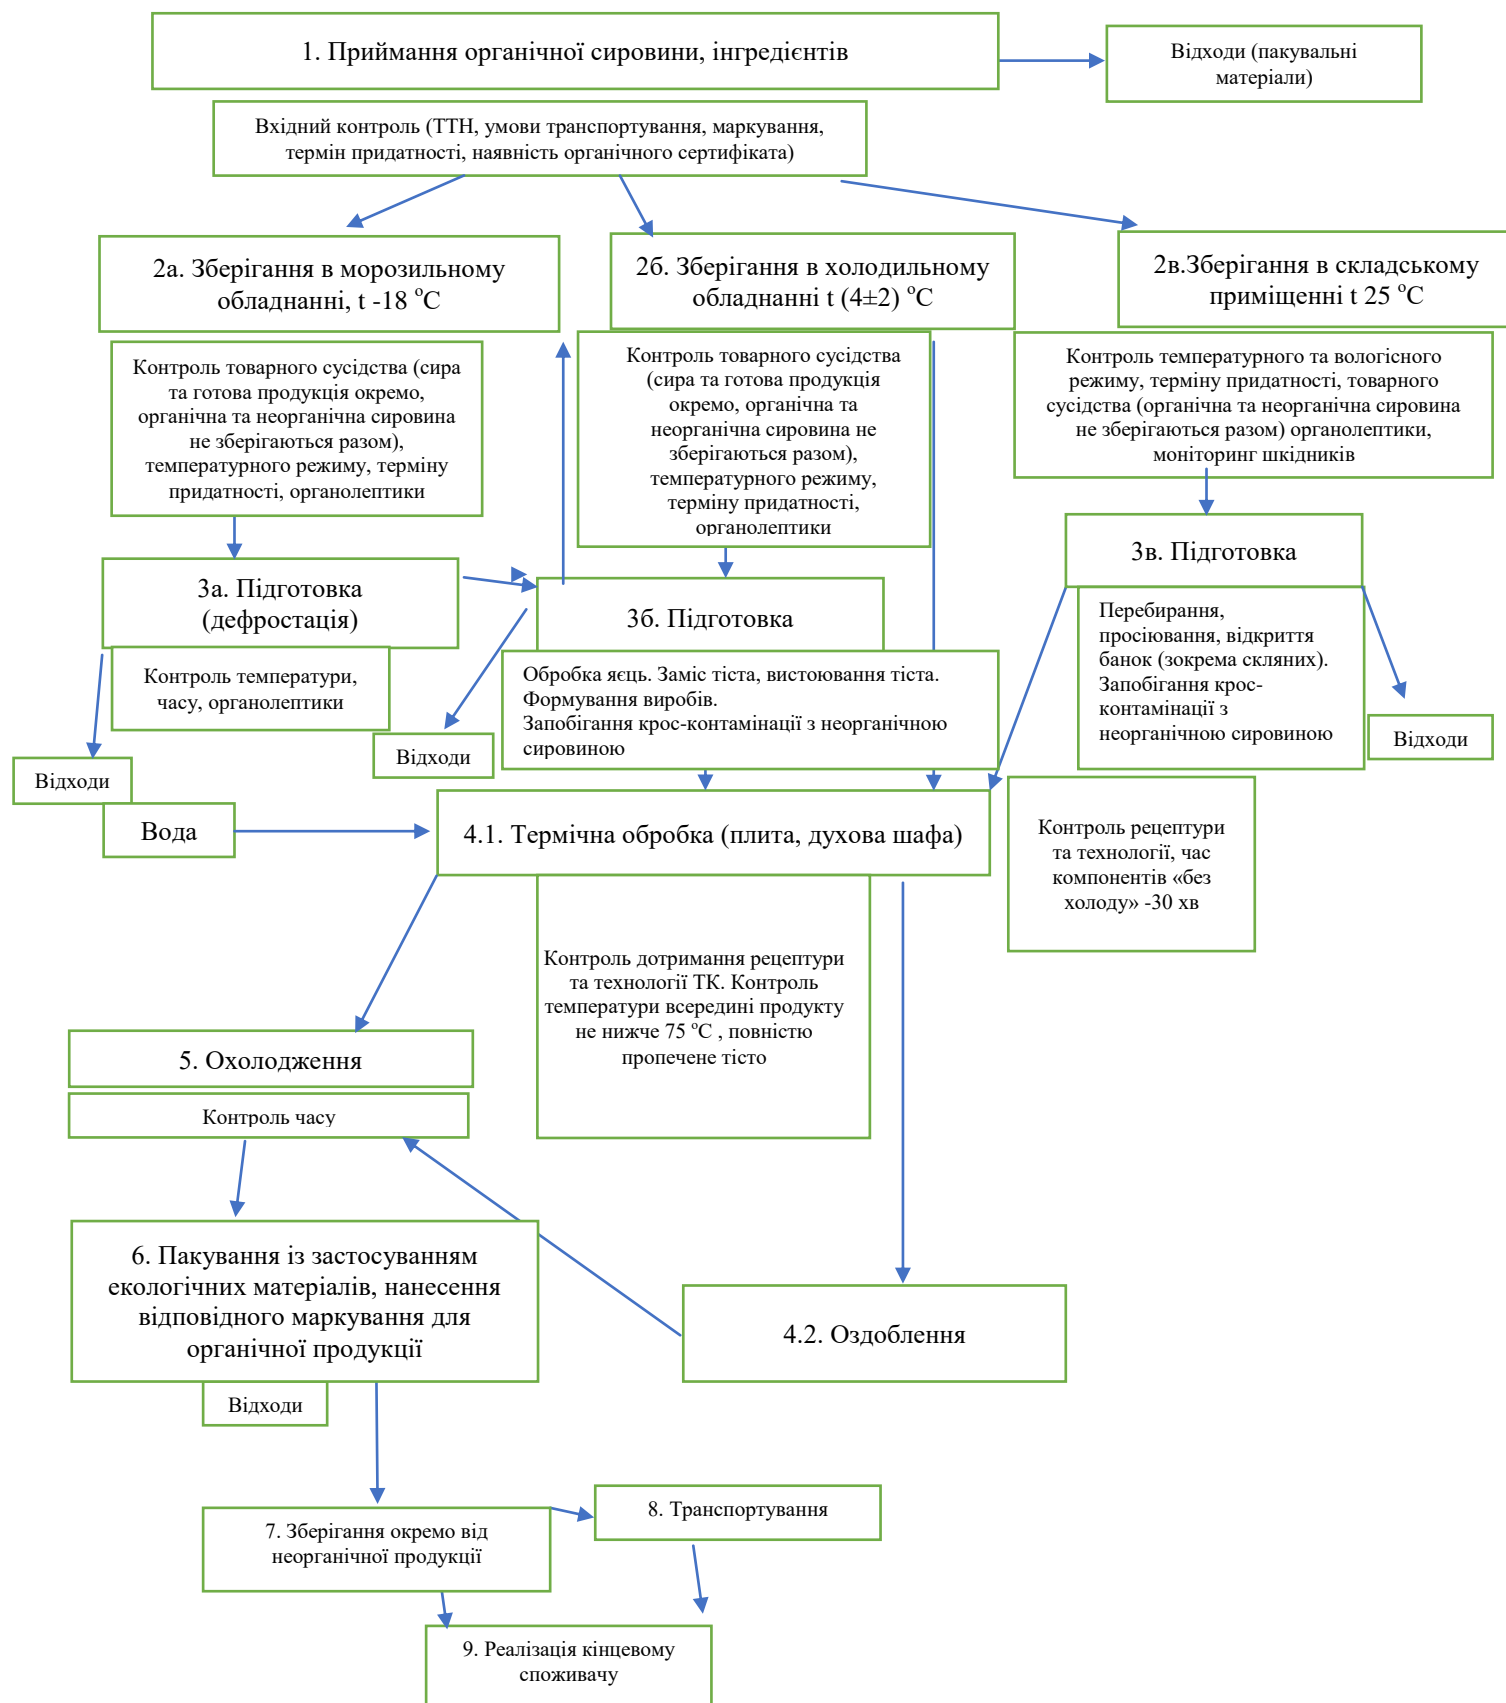 1. Приймання органічної сировини, інгредієнтів
Відходи (пакувальні
матеріали)
Вхідний контроль (ТТН, умови транспортування, маркування,
термін придатності, наявність органічного сертифіката)
2а. Зберігання в морозильному
обладнанні, t -18 °С
2б. Зберігання в холодильному
обладнанні t (4±2) °С
2в.Зберігання в складському
приміщенні t 25 °С
Контроль товарного сусідства (сира
та готова продукція окремо,
органічна та неорганічна сировина
не зберігаються разом),
температурного режиму, терміну
придатності, органолептики
Контроль товарного сусідства
(сира та готова продукція
окремо, органічна та
неорганічна сировина не
зберігаються разом),
температурного режиму,
терміну придатності,
органолептики
Контроль температурного та вологісного
режиму, терміну придатності, товарного
сусідства (органічна та неорганічна сировина
не зберігаються разом) органолептики,
моніторинг шкідників
3а. Підготовка
(дефростація)
3б. Підготовка
3в. Підготовка
Контроль температури,
часу, органолептики
Обробка яєць. Заміс тіста, вистоювання тіста.
Формування виробів.
Запобігання крос-контамінації з неорганічною
сировиною
Перебирання,
просіювання, відкриття
банок (зокрема скляних).
Запобігання крос-
контамінації з
неорганічною сировиною
Відходи
Відходи
Відходи
Вода
4.1. Термічна обробка (плита, духова шафа)
Контроль рецептури
та технології, час
компонентів «без
холоду» -30 хв
Контроль дотримання рецептури
та технології ТК. Контроль
температури всередині продукту
не нижче 75 °С , повністю
пропечене тісто
5. Охолодження
Контроль часу
6. Пакування із застосуванням
екологічних матеріалів, нанесення
відповідного маркування для
органічної продукції
4.2. Оздоблення
Відходи
7. Зберігання окремо від
неорганічної продукції
8. Транспортування
9. Реалізація кінцевому
споживачу